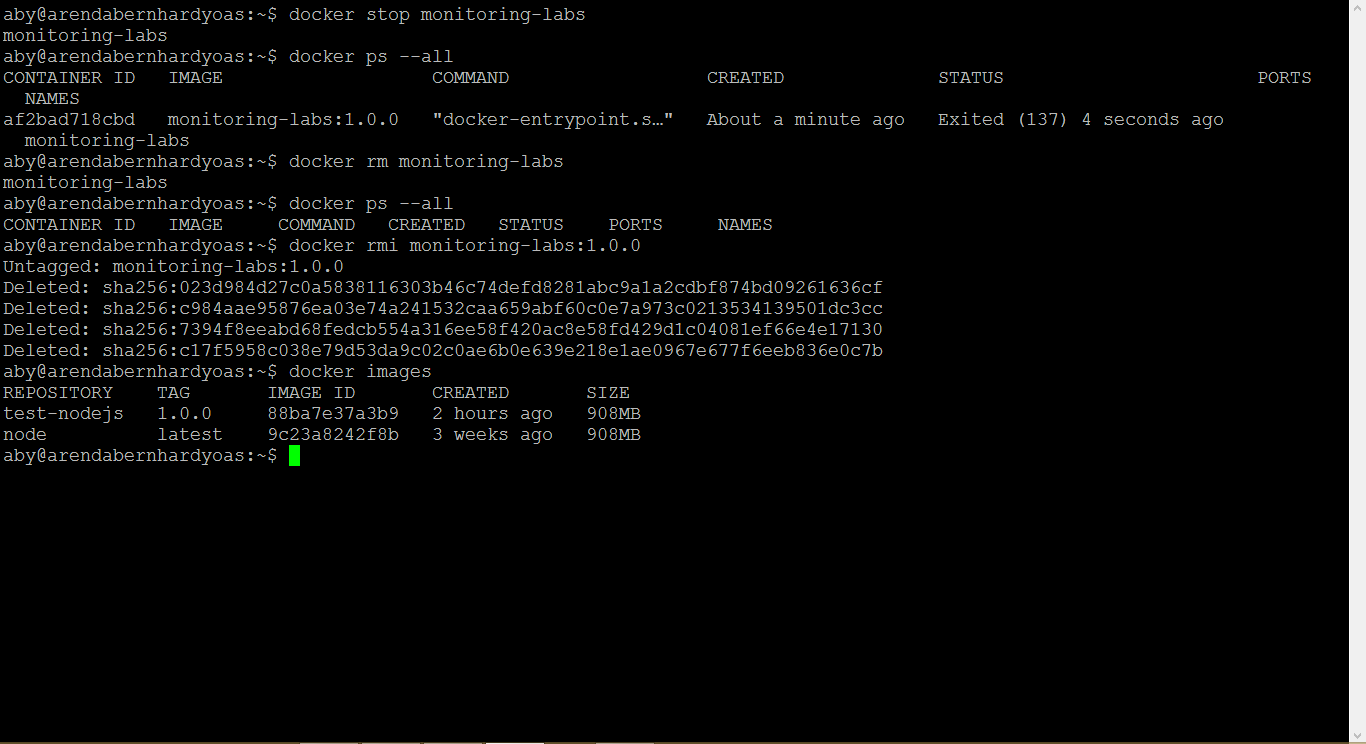 aby@arendabernhardyoas:~$ docker stop monitoring-labs
monitoring-labs
aby@arendabernhardyoas:~$ docker ps --all
CONTAINER ID   IMAGE                   COMMAND                  CREATED              STATUS                       PORTS
  NAMES
af2bad718cbd   monitoring-labs:1.0.0   "docker-entrypoint.s…"   About a minute ago   Exited (137) 4 seconds ago
  monitoring-labs
aby@arendabernhardyoas:~$ docker rm monitoring-labs
monitoring-labs
aby@arendabernhardyoas:~$ docker ps --all
CONTAINER ID   IMAGE     COMMAND   CREATED   STATUS    PORTS     NAMES
aby@arendabernhardyoas:~$ docker rmi monitoring-labs:1.0.0
Untagged: monitoring-labs:1.0.0
Deleted: sha256:023d984d27c0a5838116303b46c74defd8281abc9a1a2cdbf874bd09261636cf
Deleted: sha256:c984aae95876ea03e74a241532caa659abf60c0e7a973c0213534139501dc3cc
Deleted: sha256:7394f8eeabd68fedcb554a316ee58f420ac8e58fd429d1c04081ef66e4e17130
Deleted: sha256:c17f5958c038e79d53da9c02c0ae6b0e639e218e1ae0967e677f6eeb836e0c7b
aby@arendabernhardyoas:~$ docker images
REPOSITORY    TAG       IMAGE ID       CREATED       SIZE
test-nodejs   1.0.0     88ba7e37a3b9   2 hours ago   908MB
node          latest    9c23a8242f8b   3 weeks ago   908MB
aby@arendabernhardyoas:~$